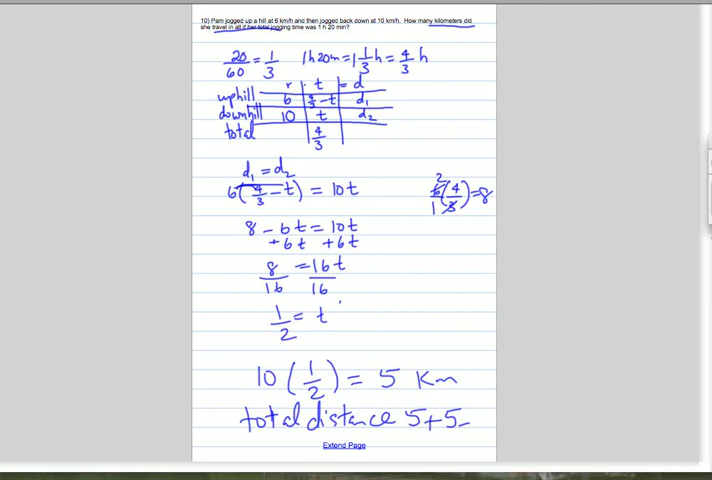 10) Pam jogged up a hill at 6 km/h and then jogged back down at 10 km/h. How many kilometers did
she travel in all if her total jogging time was 1 h 20 min?
20/60 = 1/3 1h20m = 1 1/3 h = 4/3 h
r · t = d
uphill 6 4/3 - t d₁
downhill 10 t d₂
total 4/3
d₁ = d₂
6(4/3 - t) = 10t
2
6/1(4/3) = 8
8 - 6t = 10t
+6t +6t
8/16 = 16t/16
1/2 = t
10(1/2) = 5 Km
total distance 5+5=
Extend Page